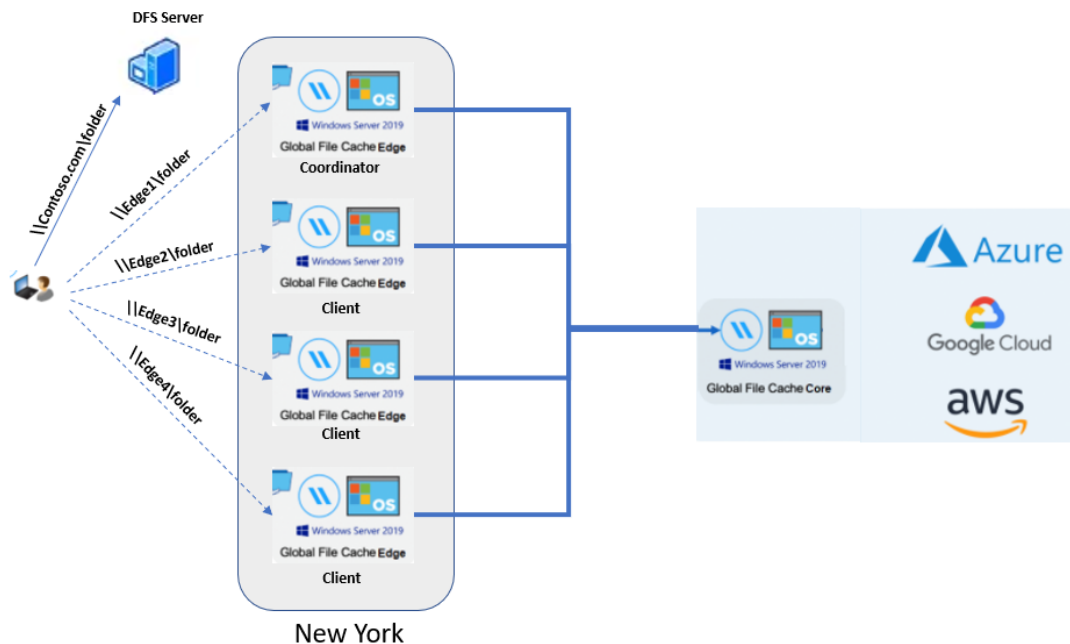 DFS Server
\\Contoso.com\folder
\\Edge1\folder
\\Edge2\folder
\\Edge3\folder
\\Edge4\folder
OS
Windows Server 2019
Global File Cache Edge
Coordinator
OS
Windows Server 2019
Global File Cache Edge
Client
OS
Windows Server 2019
Global File Cache Edge
Client
OS
Windows Server 2019
Global File Cache Edge
Client
New York
OS
Windows Server 2019
Global File Cache Core
Azure
Google Cloud
aws